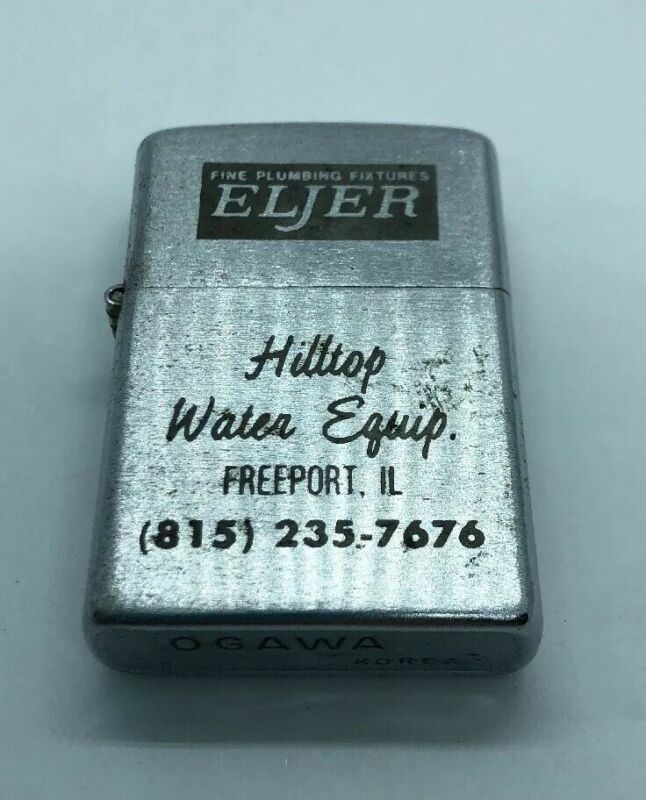 FINE PLUMBING FIXTURES
ELJER
Hilltop
Water Equip.
FREEPORT, IL
(815) 235-7676
OGAWA
KOREA